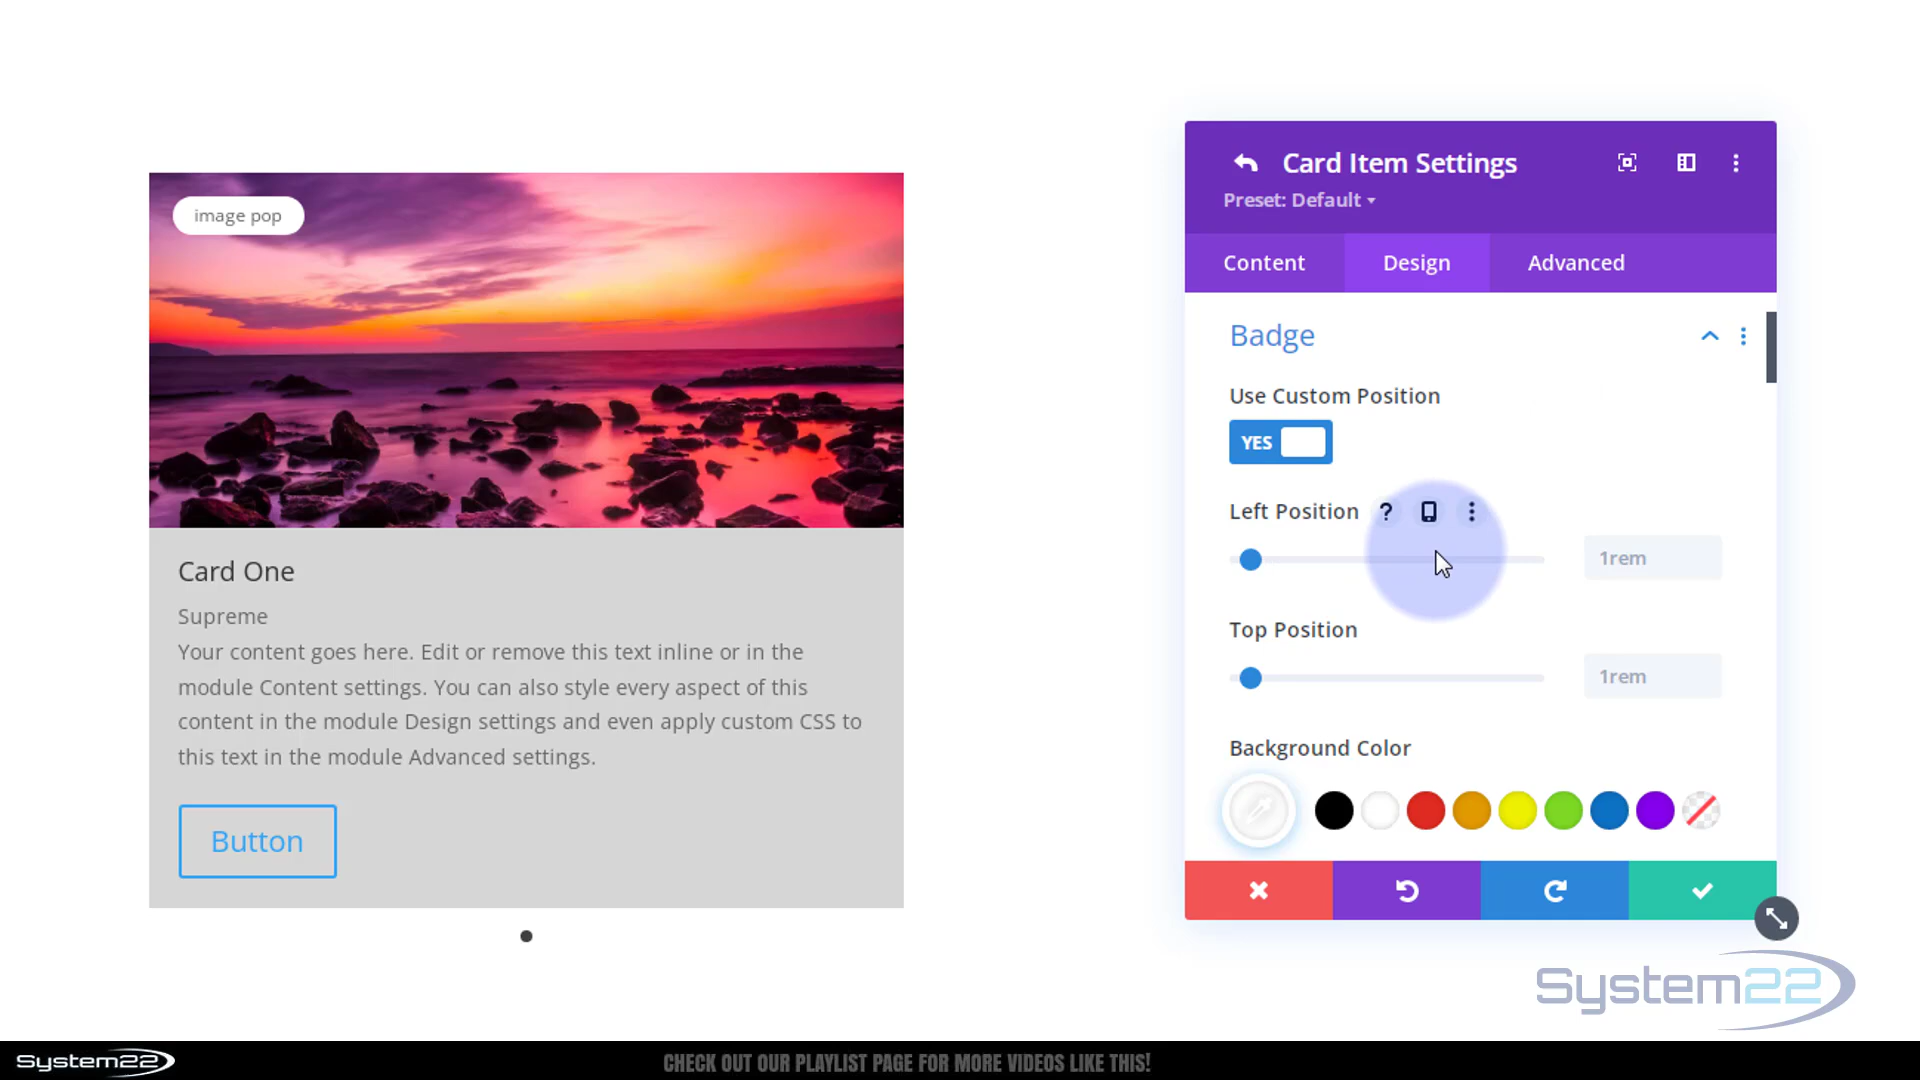 image pop
Card One
Supreme
Your content goes here. Edit or remove this text inline or in the
module Content settings. You can also style every aspect of this
content in the module Design settings and even apply custom CSS to
this text in the module Advanced settings.
Button
Card Item Settings
Preset: Default
Content
Design
Advanced
Badge
Use Custom Position
YES
Left Position
?
1rem
Top Position
1rem
Background Color
System22
System22
CHECK OUT OUR PLAYLIST PAGE FOR MORE VIDEOS LIKE THIS!